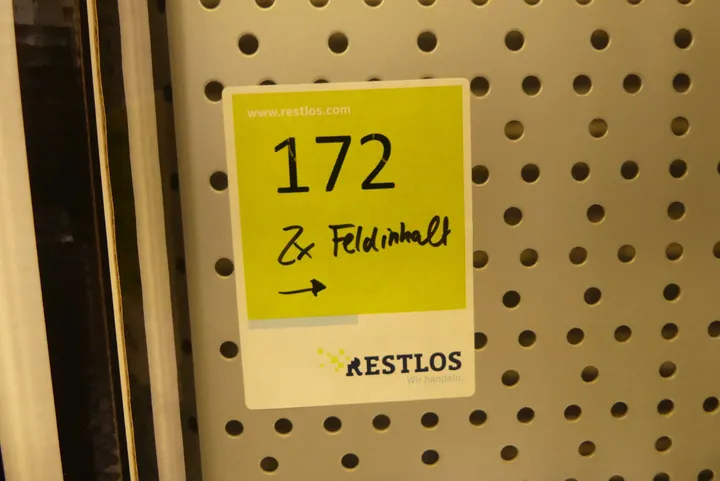 www.restlos.com
172
2x Feldinhalt
→
RESTLOS
Wir handeln.